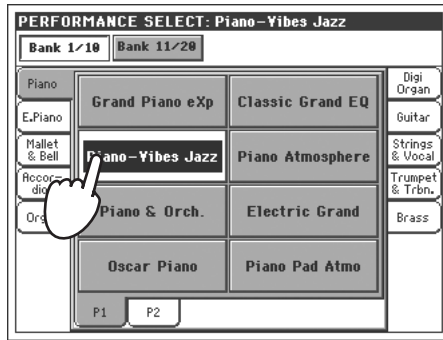 PERFORMANCE SELECT: Piano-Vibes Jazz
Bank 1/10 Bank 11/20
Piano
E.Piano
Mallet
& Bell
Accor-
Grand Piano eXp Classic Grand EQ
Piano-Vibes Jazz Piano Atmosphere
Piano & Orch. Electric Grand
Oscar Piano Piano Pad Atmo
Digi
Organ
Guitar
Strings
& Vocal
Trumpet
& Trbn.
Brass
P1 P2